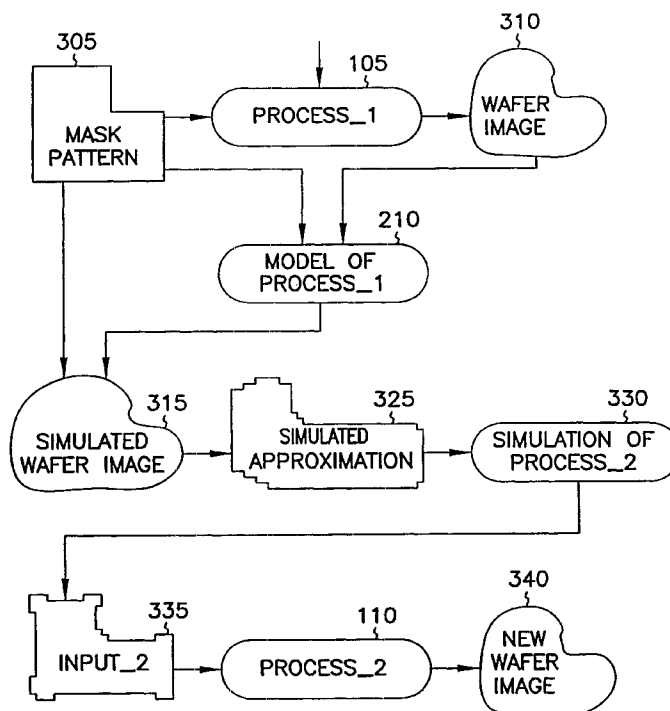 305
310
105
MASK
PATTERN
PROCESS_1
WAFER
IMAGE
210
MODEL OF
PROCESS_1
315
SIMULATED
WAFER IMAGE
325
SIMULATED
APPROXIMATION
330
SIMULATION OF
PROCESS_2
335
INPUT_2
110
PROCESS_2
340
NEW
WAFER
IMAGE